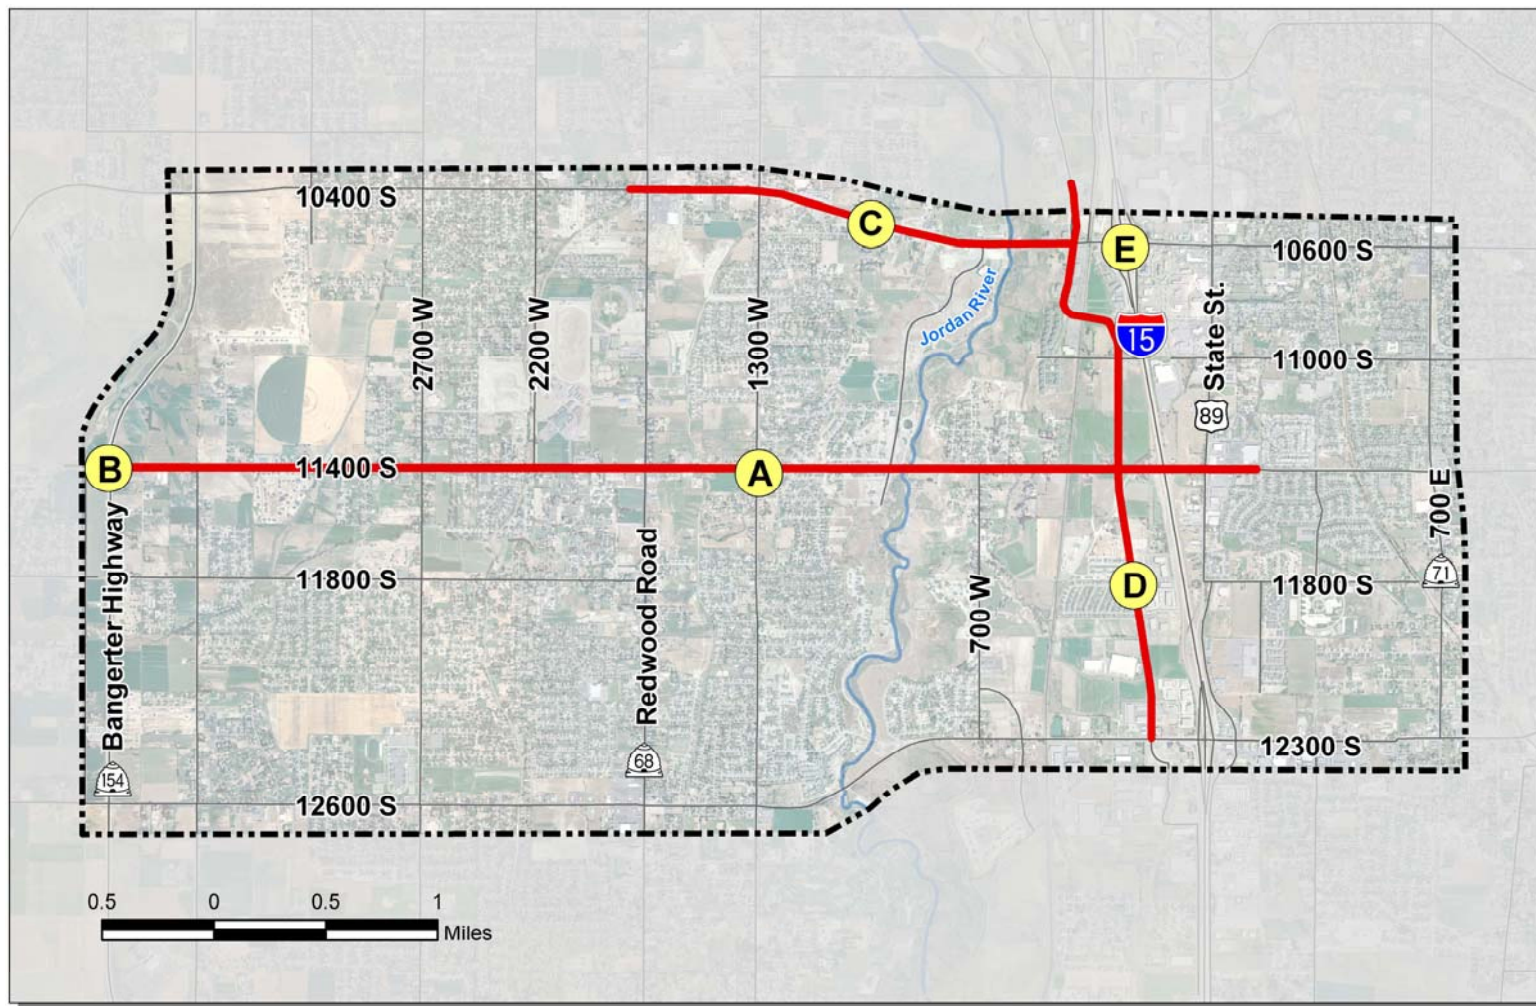 10400 S
C
E
10600 S
2700 W
2200 W
1300 W
Jordan River
15
State St.
11000 S
89
B
11400 S
A
700 E
Bangerter Highway
Redwood Road
11800 S
700 W
D
11800 S
71
154
68
12300 S
12600 S
0.5 0 0.5 1
Miles